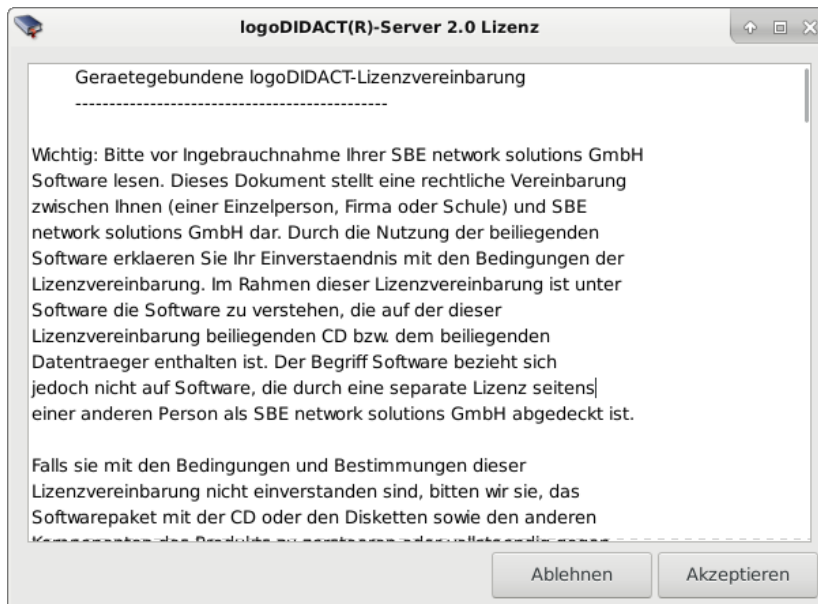 logoDIDACT(R)-Server 2.0 Lizenz
Geraetegebundene logoDIDACT-Lizenzvereinbarung
----------------------------------------------
Wichtig: Bitte vor Ingebrauchnahme Ihrer SBE network solutions GmbH
Software lesen. Dieses Dokument stellt eine rechtliche Vereinbarung
zwischen Ihnen (einer Einzelperson, Firma oder Schule) und SBE
network solutions GmbH dar. Durch die Nutzung der beiliegenden
Software erklaeren Sie Ihr Einverstaendnis mit den Bedingungen der
Lizenzvereinbarung. Im Rahmen dieser Lizenzvereinbarung ist unter
Software die Software zu verstehen, die auf der dieser
Lizenzvereinbarung beiliegenden CD bzw. dem beiliegenden
Datentraeger enthalten ist. Der Begriff Software bezieht sich
jedoch nicht auf Software, die durch eine separate Lizenz seitens
einer anderen Person als SBE network solutions GmbH abgedeckt ist.
Falls sie mit den Bedingungen und Bestimmungen dieser
Lizenzvereinbarung nicht einverstanden sind, bitten wir sie, das
Softwarepaket mit der CD oder den Disketten sowie den anderen
Ablehnen
Akzeptieren